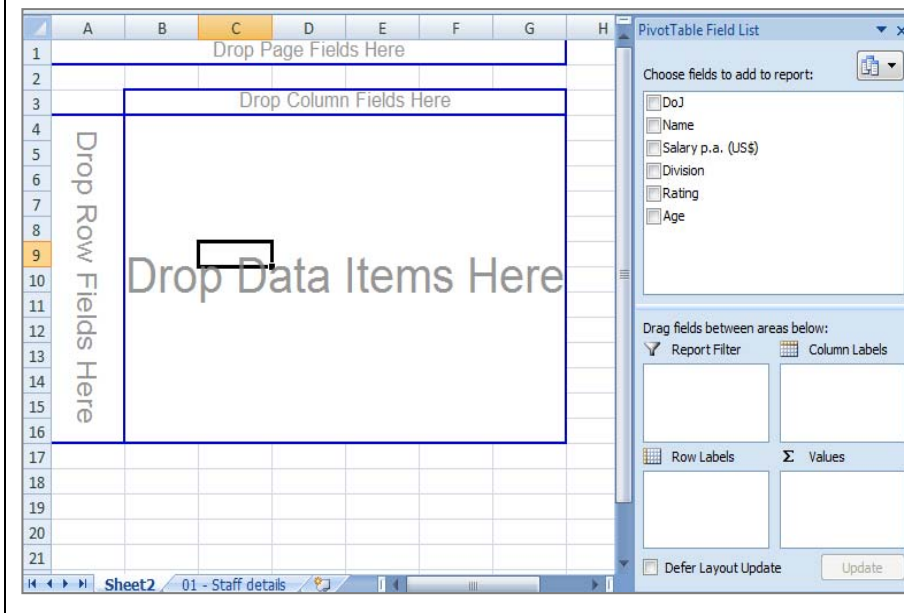 A B C D E F G H
PivotTable Field List
1
Drop Page Fields Here
2
Choose fields to add to report:
3
Drop Column Fields Here
DoJ
4
Name
5
Salary p.a. (US$)
6
Division
7
Rating
8
Age
9
10
Drop Row Fields Here
Drop Data Items Here
11
12
Drag fields between areas below:
13
Report Filter
Column Labels
14
15
16
17
Row Labels
Σ Values
18
19
20
21
Defer Layout Update
Update
Sheet2
01 - Staff details